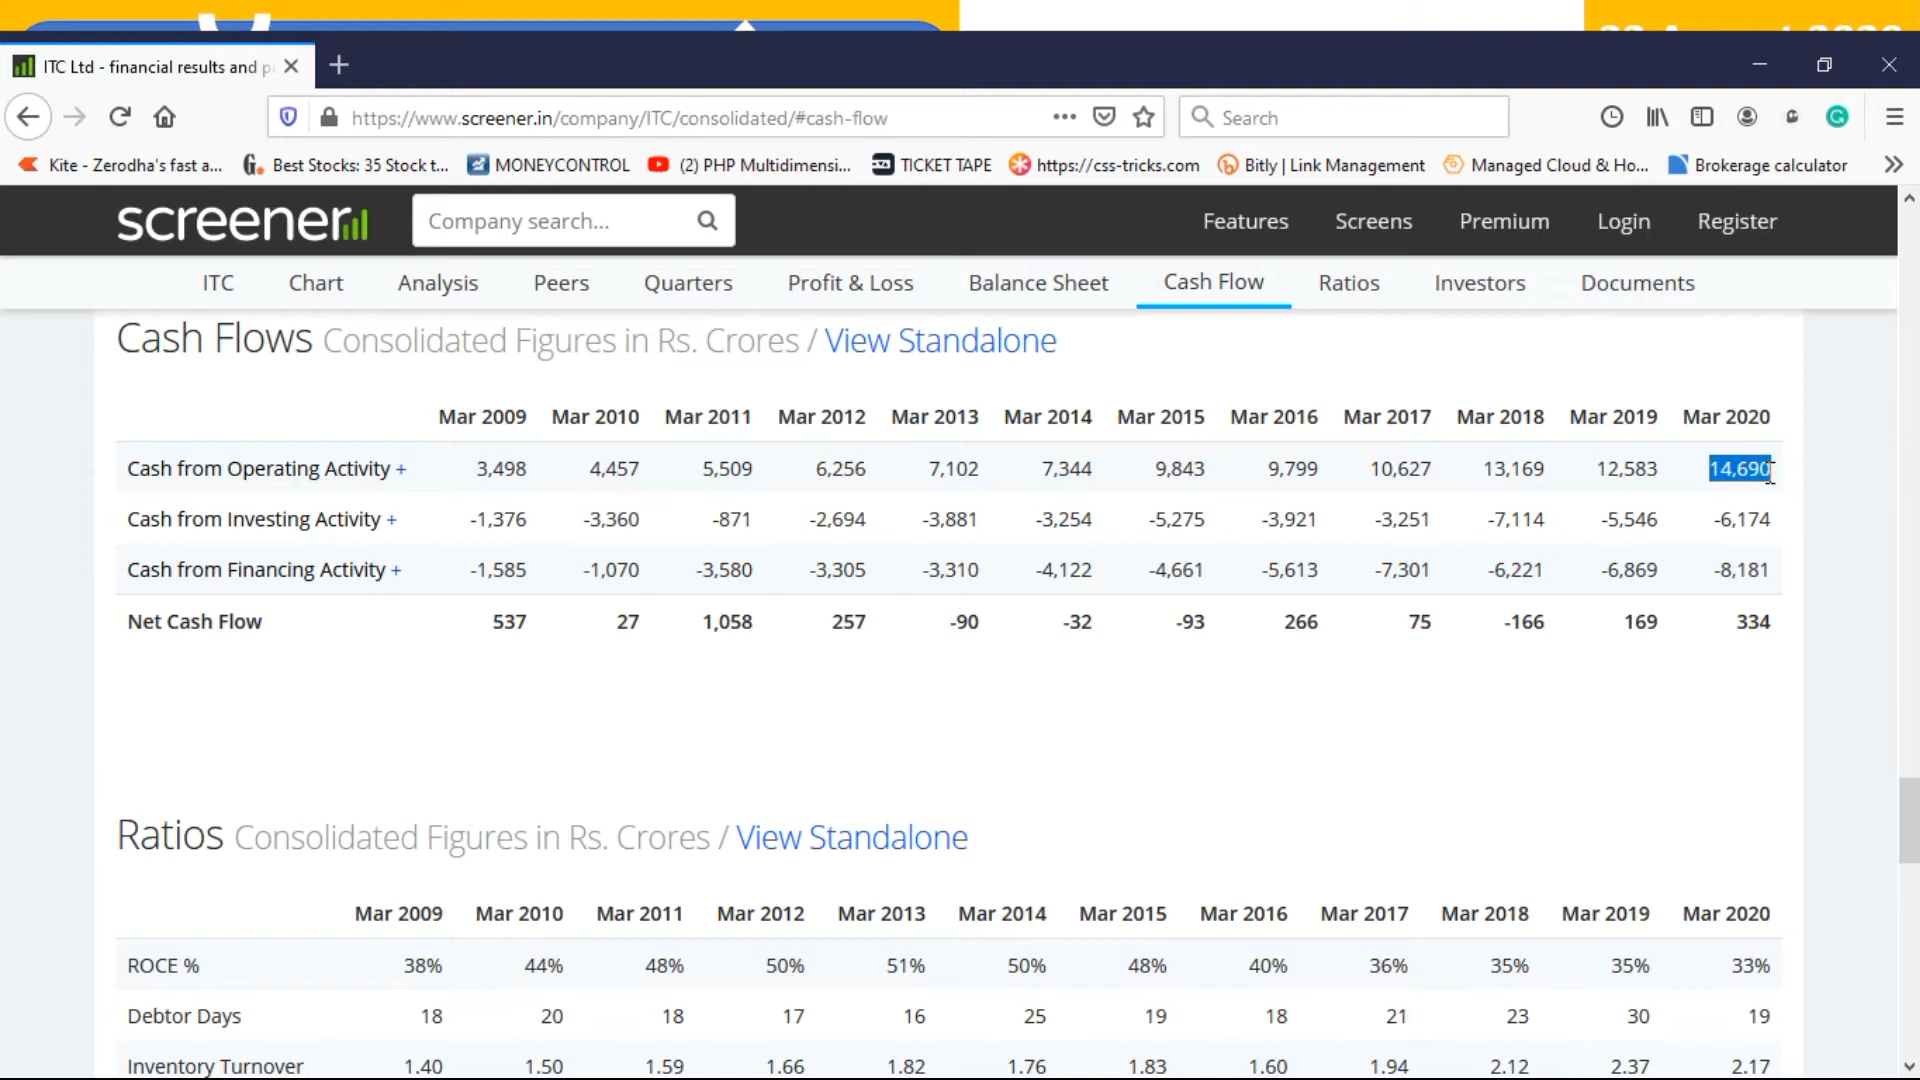 ITC Ltd - financial results and p
https://www.screener.in/company/ITC/consolidated/#cash-flow
Search
Kite - Zerodha's fast a...
Best Stocks: 35 Stock t...
MONEYCONTROL
(2) PHP Multidimensi...
TICKET TAPE
https://css-tricks.com
Bitly | Link Management
Managed Cloud & Ho...
Brokerage calculator
screener
Company search...
Features Screens Premium Login Register
ITC Chart Analysis Peers Quarters Profit & Loss Balance Sheet Cash Flow Ratios Investors Documents
Cash Flows Consolidated Figures in Rs. Crores / View Standalone
Mar 2009 Mar 2010 Mar 2011 Mar 2012 Mar 2013 Mar 2014 Mar 2015 Mar 2016 Mar 2017 Mar 2018 Mar 2019 Mar 2020
Cash from Operating Activity + 3,498 4,457 5,509 6,256 7,102 7,344 9,843 9,799 10,627 13,169 12,583 14,690
Cash from Investing Activity + -1,376 -3,360 -871 -2,694 -3,881 -3,254 -5,275 -3,921 -3,251 -7,114 -5,546 -6,174
Cash from Financing Activity + -1,585 -1,070 -3,580 -3,305 -3,310 -4,122 -4,661 -5,613 -7,301 -6,221 -6,869 -8,181
Net Cash Flow 537 27 1,058 257 -90 -32 -93 266 75 -166 169 334
Ratios Consolidated Figures in Rs. Crores / View Standalone
Mar 2009 Mar 2010 Mar 2011 Mar 2012 Mar 2013 Mar 2014 Mar 2015 Mar 2016 Mar 2017 Mar 2018 Mar 2019 Mar 2020
ROCE % 38% 44% 48% 50% 51% 50% 48% 40% 36% 35% 35% 33%
Debtor Days 18 20 18 17 16 25 19 18 21 23 30 19
Inventory Turnover 1.40 1.50 1.59 1.66 1.82 1.76 1.83 1.60 1.94 2.12 2.37 2.17